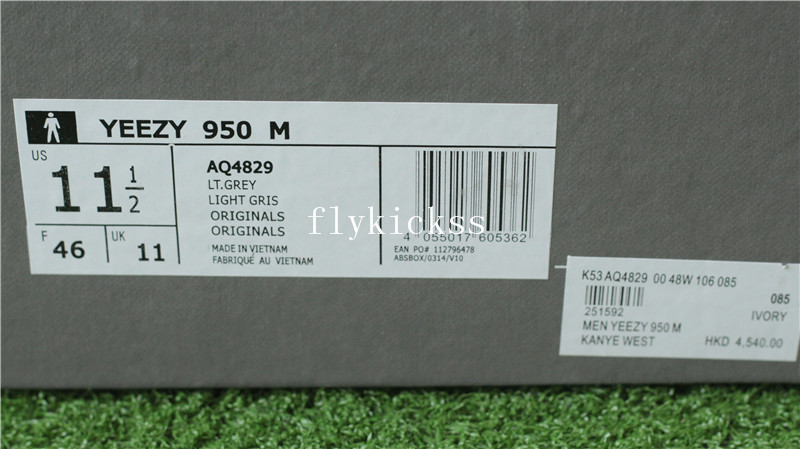 YEEZY 950 M
US
11 1/2
F
46
UK
11
AQ4829
LT.GREY
LIGHT GRIS
ORIGINALS
ORIGINALS
MADE IN VIETNAM
FABRIQUÉ AU VIETNAM
4 055017 605362
EAN PO# 112796478
ABSBOX/0314/V10
flykickss
K53 AQ4829 00 48W 106 085
085
251592
IVORY
MEN YEEZY 950 M
KANYE WEST HKD 4,540.00